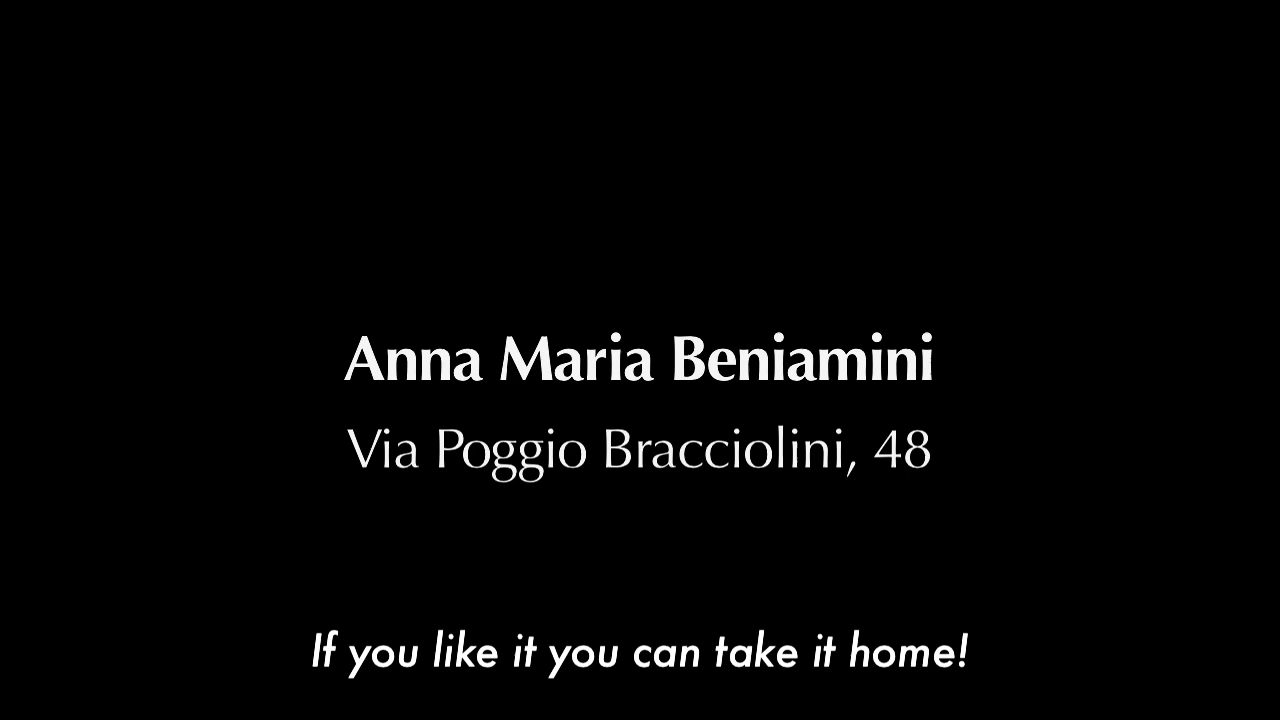 Anna Maria Beniamini
Via Poggio Bracciolini, 48
If you like it you can take it home!